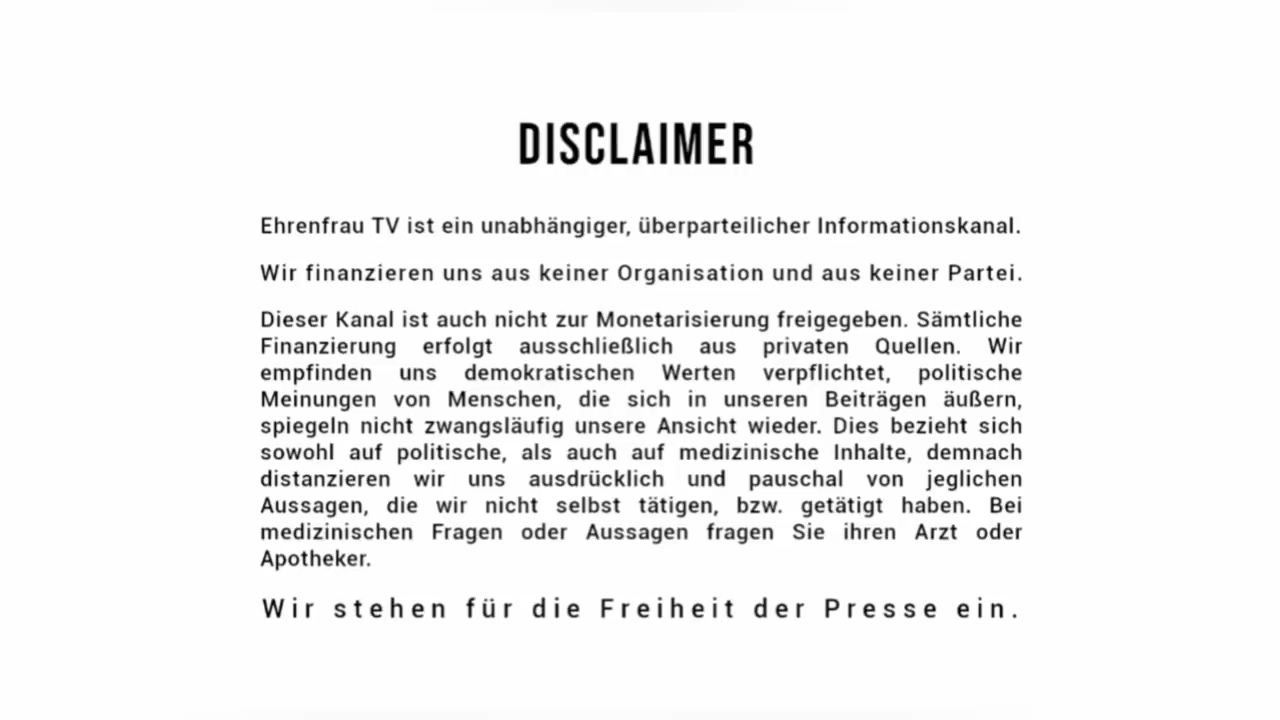 DISCLAIMER
Ehrenfrau TV ist ein unabhängiger, überparteilicher Informationskanal.
Wir finanzieren uns aus keiner Organisation und aus keiner Partei.
Dieser Kanal ist auch nicht zur Monetarisierung freigegeben. Sämtliche
Finanzierung erfolgt ausschließlich aus privaten Quellen. Wir
empfinden uns demokratischen Werten verpflichtet, politische
Meinungen von Menschen, die sich in unseren Beiträgen äußern,
spiegeln nicht zwangsläufig unsere Ansicht wieder. Dies bezieht sich
sowohl auf politische, als auch auf medizinische Inhalte, demnach
distanzieren wir uns ausdrücklich und pauschal von jeglichen
Aussagen, die wir nicht selbst tätigen, bzw. getätigt haben. Bei
medizinischen Fragen oder Aussagen fragen Sie ihren Arzt oder
Apotheker.
Wir stehen für die Freiheit der Presse ein.